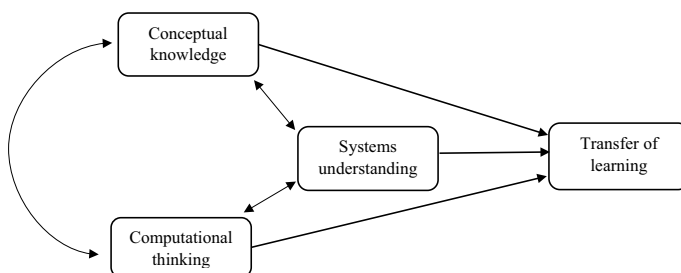 Conceptual
knowledge
Systems
understanding
Transfer of
learning
Computational
thinking